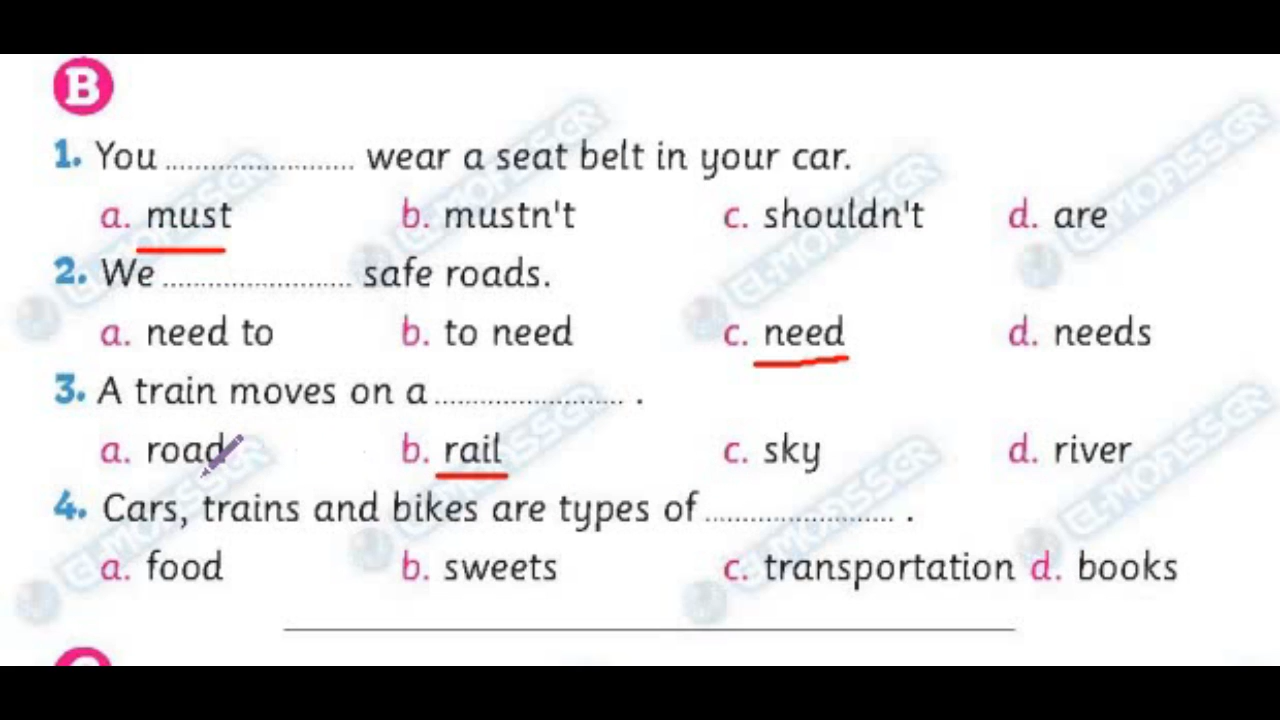 B
1. You ........................ wear a seat belt in your car.
a. must b. mustn't c. shouldn't d. are
2. We ........................ safe roads.
a. need to b. to need c. need d. needs
3. A train moves on a ........................ .
a. road b. rail c. sky d. river
4. Cars, trains and bikes are types of ........................ .
a. food b. sweets c. transportation d. books